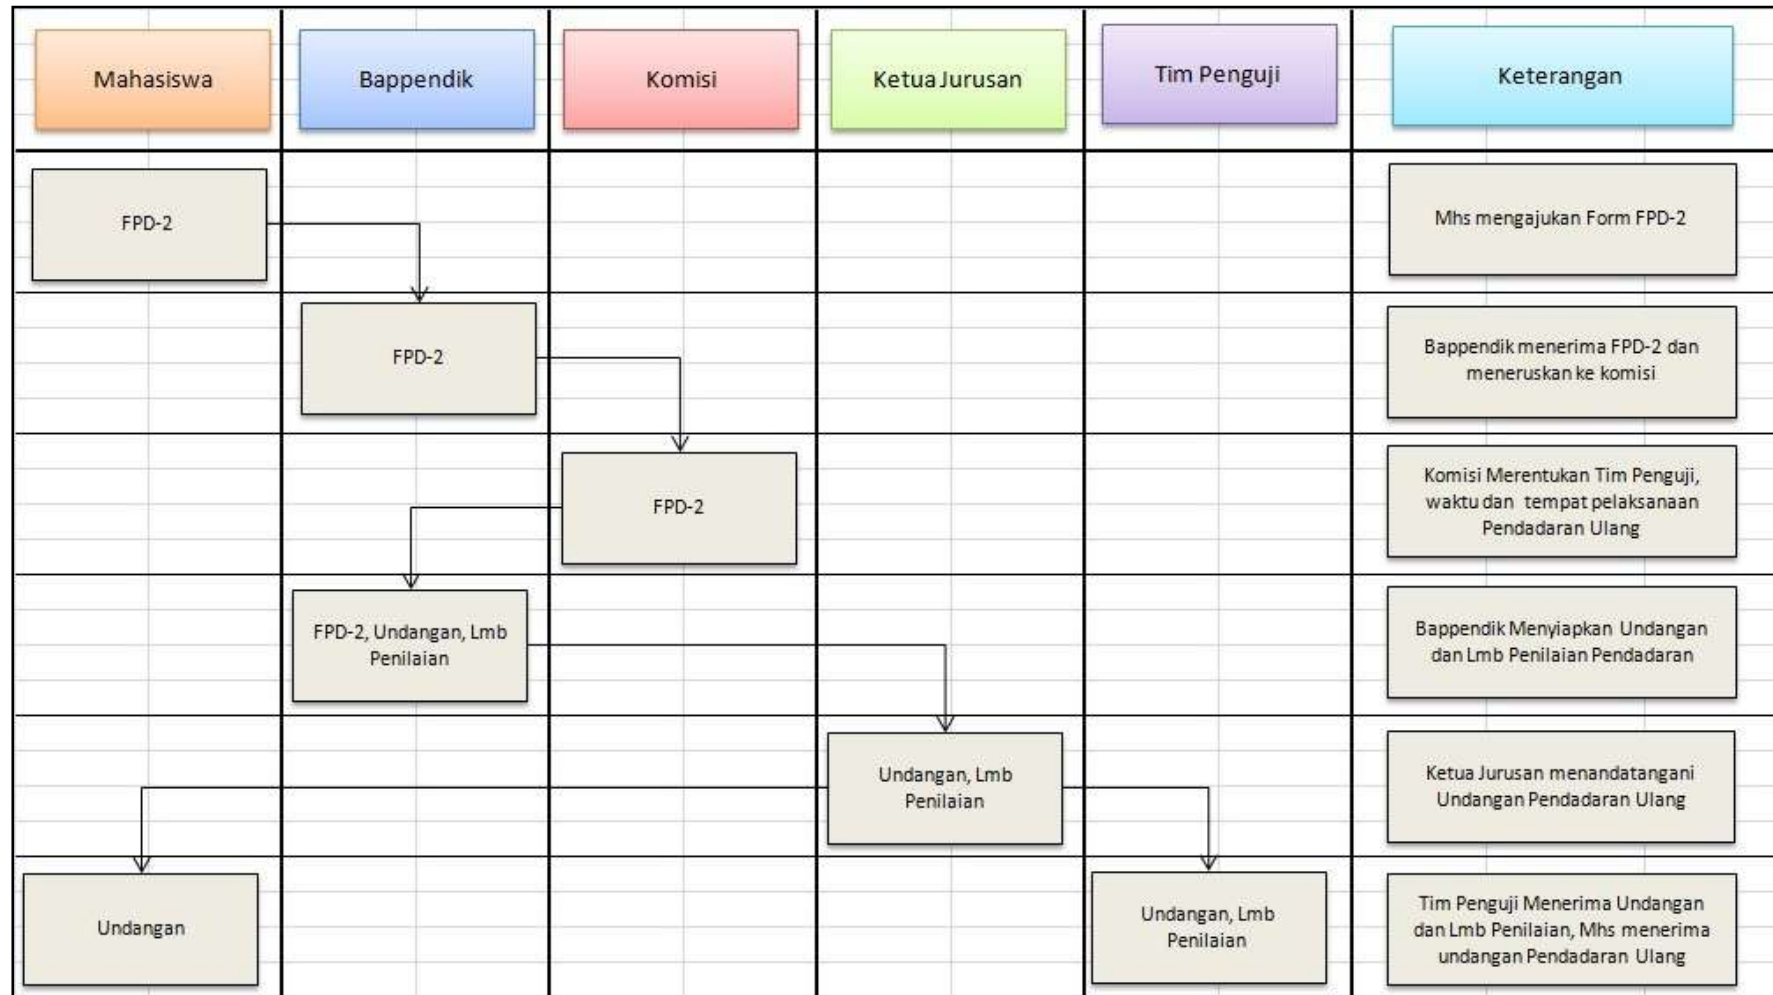 Mahasiswa
Bappendik
Komisi
Ketua Jurusan
Tim Penguji
Keterangan
FPD-2
Mhs mengajukan Form FPD-2
FPD-2
Bappendik menerima FPD-2 dan
meneruskan ke komisi
FPD-2
Komisi Merentukan Tim Penguji,
waktu dan tempat pelaksanaan
Pendadaran Ulang
FPD-2, Undangan, Lmb
Penilaian
Bappendik Menyiapkan Undangan
dan Lmb Penilaian Pendadaran
Undangan, Lmb
Penilaian
Ketua Jurusan menandatangani
Undangan Pendadaran Ulang
Undangan
Undangan, Lmb
Penilaian
Tim Penguji Menerima Undangan
dan Lmb Penilaian, Mhs menerima
undangan Pendadaran Ulang